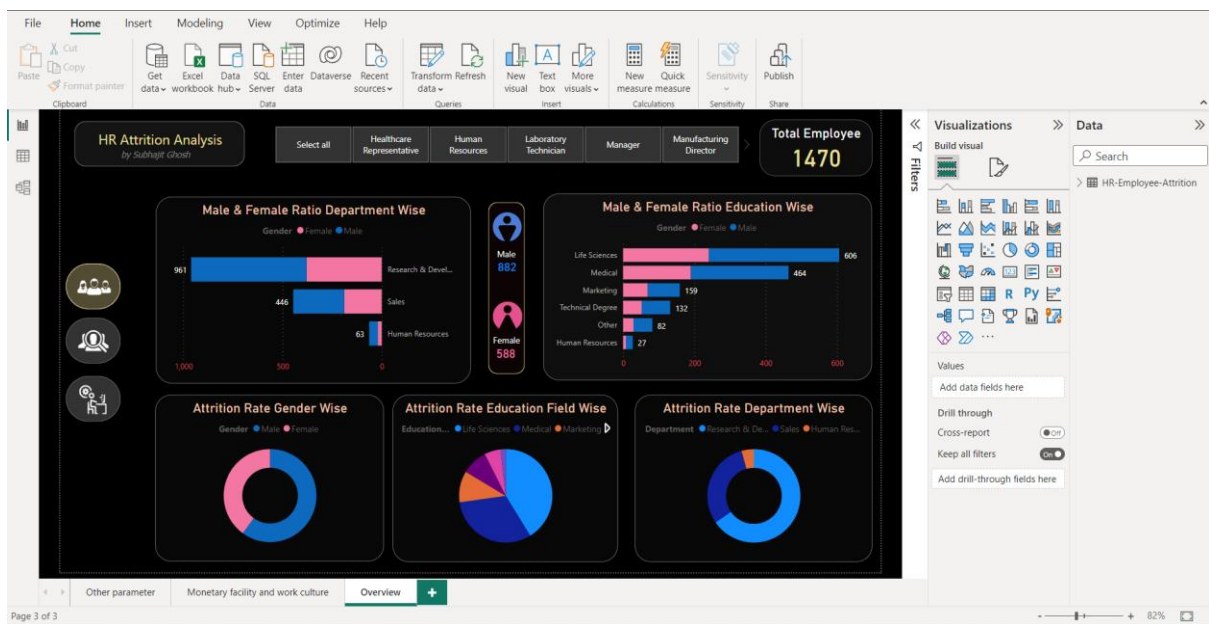 File Home Insert Modeling View Optimize Help
Paste
Cut
Copy
Format painter
Clipboard
Get data
Excel workbook
Data hub
SQL Server
Enter data
Dataverse
Recent sources
Data
Transform data
Refresh
Queries
New visual
Text box
More visuals
Insert
New measure
Quick measure
Calculations
Sensitivity
Sensitivity
Publish
Share
HR Attrition Analysis
by Subhajit Ghosh
Select all
Healthcare Representative
Human Resources
Laboratory Technician
Manager
Manufacturing Director
Total Employee
1470
Male & Female Ratio Department Wise
Gender Female Male
961 Research & Devel...
446 Sales
63 Human Resources
1,000 500 0
Male
882
Female
588
Male & Female Ratio Education Wise
Gender Female Male
Life Sciences 606
Medical 464
Marketing 159
Technical Degree 132
Other 82
Human Resources 27
0 200 400 600
Attrition Rate Gender Wise
Gender Male Female
Attrition Rate Education Field Wise
Education... Life Sciences Medical Marketing
Attrition Rate Department Wise
Department Research & De... Sales Human Res...
Filters
Visualizations
Build visual
R Py
123
Values
Add data fields here
Drill through
Cross-report Off
Keep all filters On
Add drill-through fields here
Data
Search
HR-Employee-Attrition
Other parameter Monetary facility and work culture Overview +
Page 3 of 3
- + 82%